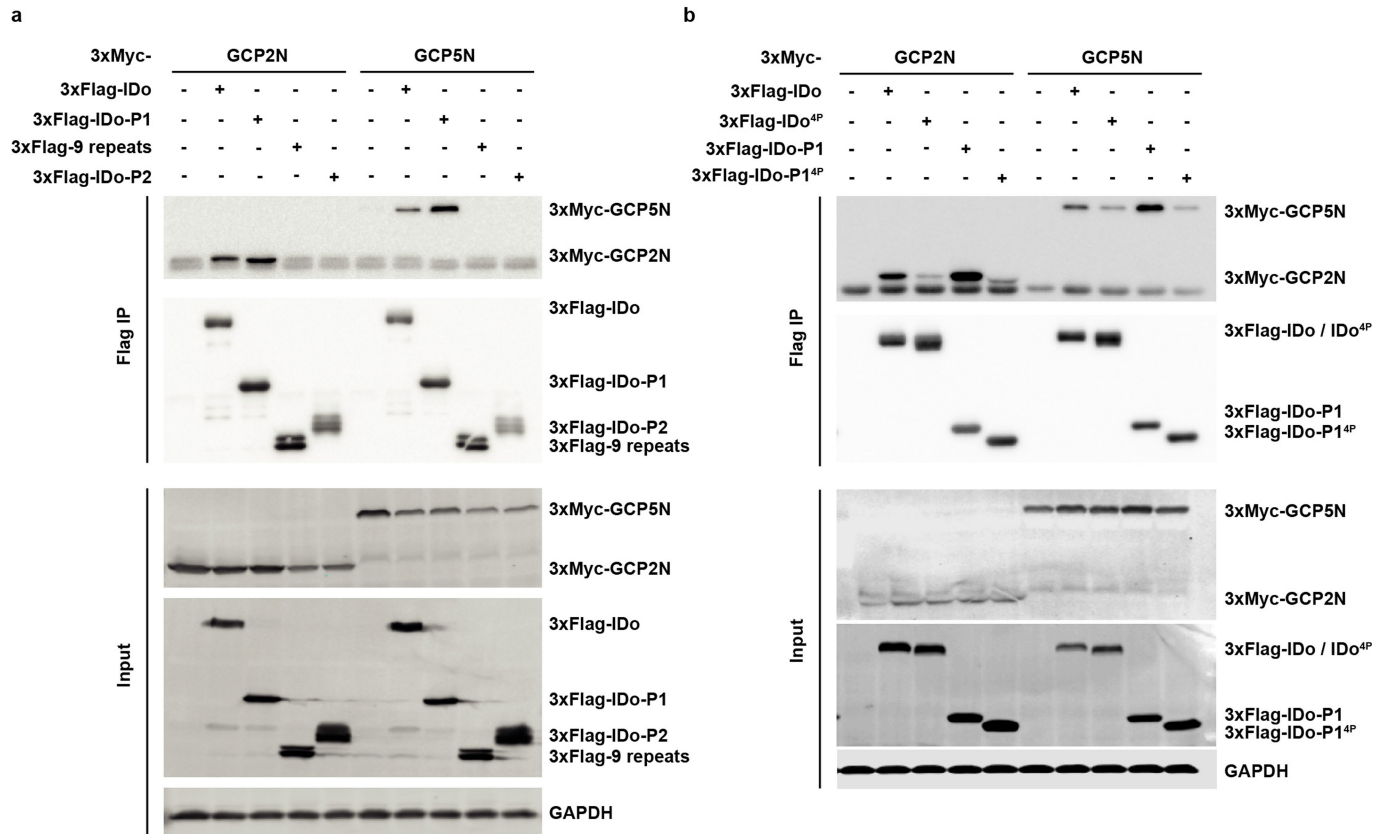 a
3xMyc- GCP2N GCP5N
3xFlag-IDo - + - - - - + - - -
3xFlag-IDo-P1 - - + - - - - + - -
3xFlag-9 repeats - - - + - - - - + -
3xFlag-IDo-P2 - - - - + - - - - +
Flag IP
3xMyc-GCP5N
3xMyc-GCP2N
3xFlag-IDo
3xFlag-IDo-P1
3xFlag-IDo-P2
3xFlag-9 repeats
Input
3xMyc-GCP5N
3xMyc-GCP2N
3xFlag-IDo
3xFlag-IDo-P1
3xFlag-IDo-P2
3xFlag-9 repeats
GAPDH
b
3xMyc- GCP2N GCP5N
3xFlag-IDo - + - - - - + - - -
3xFlag-IDo⁴ᴾ - - + - - - - + - -
3xFlag-IDo-P1 - - - + - - - - + -
3xFlag-IDo-P1⁴ᴾ - - - - + - - - - +
Flag IP
3xMyc-GCP5N
3xMyc-GCP2N
3xFlag-IDo / IDo⁴ᴾ
3xFlag-IDo-P1
3xFlag-IDo-P1⁴ᴾ
Input
3xMyc-GCP5N
3xMyc-GCP2N
3xFlag-IDo / IDo⁴ᴾ
3xFlag-IDo-P1
3xFlag-IDo-P1⁴ᴾ
GAPDH